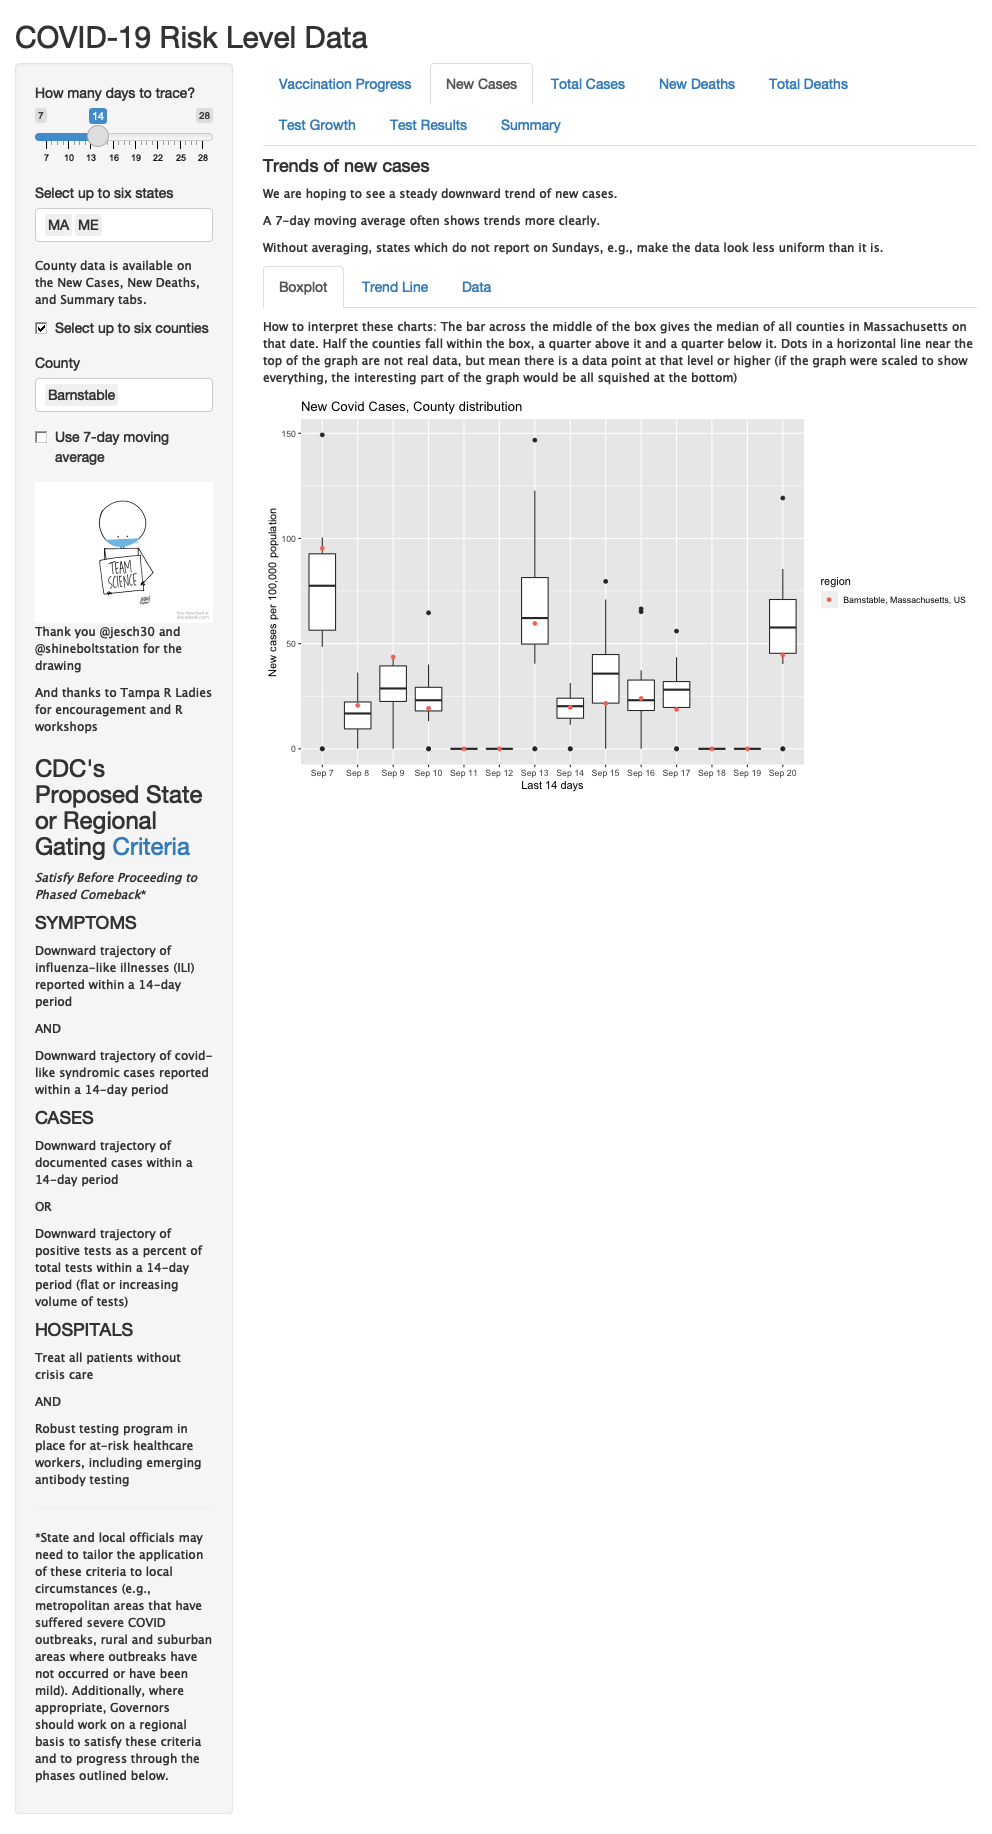 COVID-19 Risk Level Data
How many days to trace?
7
14
28
7 10 13 16 19 22 25 28
Select up to six states
MA ME
County data is available on
the New Cases, New Deaths,
and Summary tabs.
Select up to six counties
County
Barnstable
Use 7-day moving
average
TEAM
SCIENCE
Thank you @jesch30 and
@shineboltstation for the
drawing
And thanks to Tampa R Ladies
for encouragement and R
workshops
CDC's
Proposed State
or Regional
Gating Criteria
Satisfy Before Proceeding to
Phased Comeback*
SYMPTOMS
Downward trajectory of
influenza-like illnesses (ILI)
reported within a 14-day
period
AND
Downward trajectory of covid-
like syndromic cases reported
within a 14-day period
CASES
Downward trajectory of
documented cases within a
14-day period
OR
Downward trajectory of
positive tests as a percent of
total tests within a 14-day
period (flat or increasing
volume of tests)
HOSPITALS
Treat all patients without
crisis care
AND
Robust testing program in
place for at-risk healthcare
workers, including emerging
antibody testing
*State and local officials may
need to tailor the application
of these criteria to local
circumstances (e.g.,
metropolitan areas that have
suffered severe COVID
outbreaks, rural and suburban
areas where outbreaks have
not occurred or have been
mild). Additionally, where
appropriate, Governors
should work on a regional
basis to satisfy these criteria
and to progress through the
phases outlined below.
Vaccination Progress New Cases Total Cases New Deaths Total Deaths
Test Growth Test Results Summary
Trends of new cases
We are hoping to see a steady downward trend of new cases.
A 7-day moving average often shows trends more clearly.
Without averaging, states which do not report on Sundays, e.g., make the data look less uniform than it is.
Boxplot Trend Line Data
How to interpret these charts: The bar across the middle of the box gives the median of all counties in Massachusetts on
that date. Half the counties fall within the box, a quarter above it and a quarter below it. Dots in a horizontal line near the
top of the graph are not real data, but mean there is a data point at that level or higher (if the graph were scaled to show
everything, the interesting part of the graph would be all squished at the bottom)
New Covid Cases, County distribution
New cases per 100,000 population
150
100
50
0
Sep 7 Sep 8 Sep 9 Sep 10 Sep 11 Sep 12 Sep 13 Sep 14 Sep 15 Sep 16 Sep 17 Sep 18 Sep 19 Sep 20
Last 14 days
region
Barnstable, Massachusetts, US